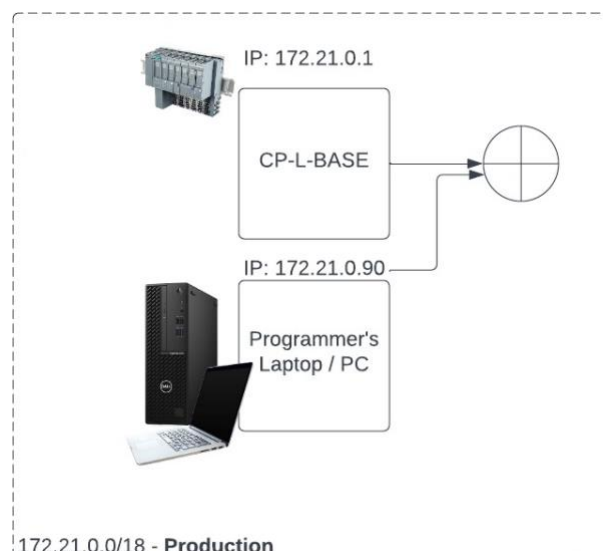 IP: 172.21.0.1
CP-L-BASE
IP: 172.21.0.90
Programmer's
Laptop / PC
172.21.0.0/18 - Production